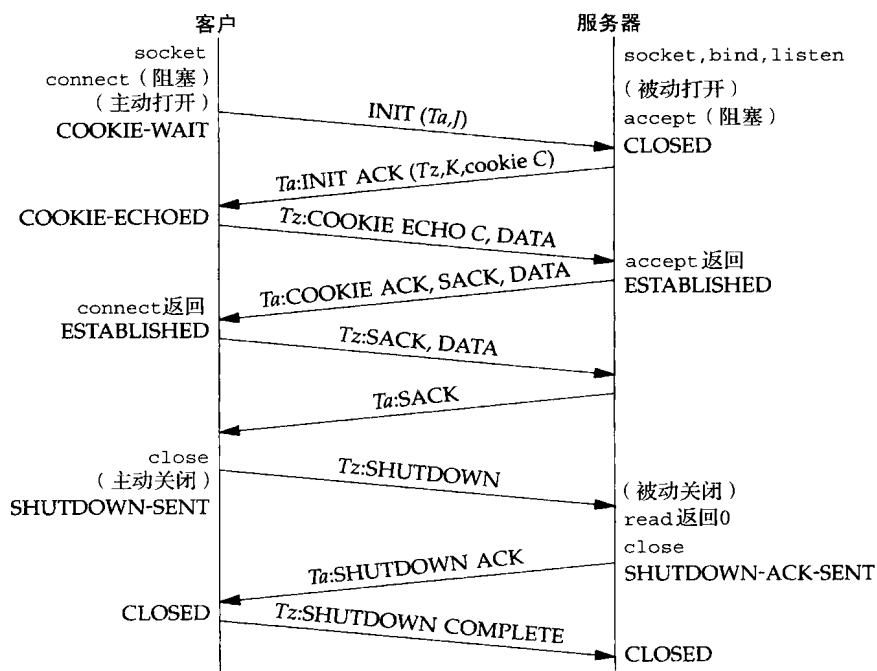 客户
服务器
socket
connect（阻塞）
（主动打开）
COOKIE-WAIT
socket,bind,listen
（被动打开）
accept（阻塞）
CLOSED
INIT (Ta,J)
Ta:INIT ACK (Tz,K,cookie C)
COOKIE-ECHOED
Tz:COOKIE ECHO C, DATA
accept返回
ESTABLISHED
Ta:COOKIE ACK, SACK, DATA
connect返回
ESTABLISHED
Tz:SACK, DATA
Ta:SACK
close
（主动关闭）
SHUTDOWN-SENT
Tz:SHUTDOWN
（被动关闭）
read返回0
close
SHUTDOWN-ACK-SENT
Ta:SHUTDOWN ACK
CLOSED
Tz:SHUTDOWN COMPLETE
CLOSED